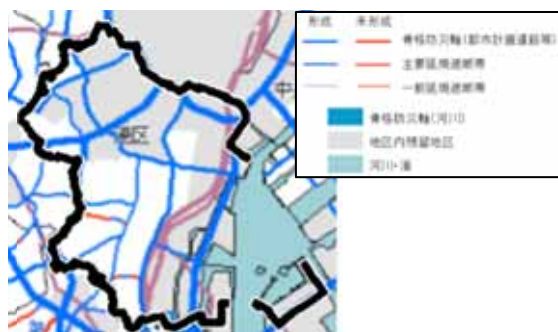 形成 未形成
骨格防災軸(都市計画道路等)
主要延焼遮断帯
一般延焼遮断帯
骨格防災軸(河川)
地区内残留地区
河川・海
中
港区